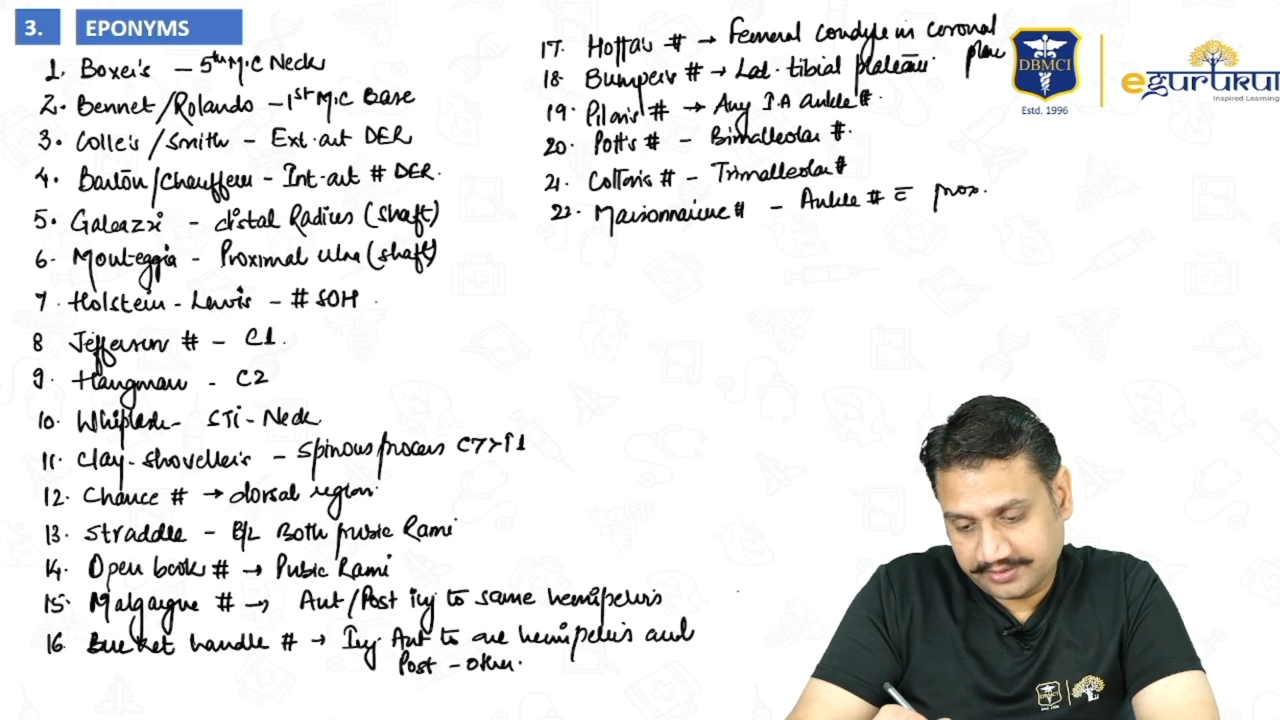 3. EPONYMS
1. Boxer's – 5th M.C Neck
2. Bennet/Rolando – 1st M.C Base
3. Colle's/Smith – Ext. art DER
4. Barton/Chauffeur – Int. art # DER.
5. Galeazzi – distal Radius (shaft)
6. Monteggia – Proximal ulna (shaft)
7. Holstein-Lewis – # SOH
8 Jefferson # – C1.
9. Hangman – C2
10. Whiplash – STi – Neck
11. Clay-shoveller's – Spinous process C7>T1
12. Chance # → dorsal region.
13. Straddle – B/L Both pubic Rami
14. Open book # → Pubic Rami
15. Malgaigne # → Ant/Post inj to same hemipelvis
16. Bucket handle # → Inj Ant to one hemipelvis and
Post – other.
17. Hoffa's # → Femeral condyle in coronal
plane
18. Bumper's # → Lat. tibial plateau.
19. Pilon's # → Any I.A ankle #.
20. Pott's # – Bimalleolar #.
21. Cotton's # – Trimalleolar #
22. Maisonnaieue # – Ankle # c̅ prox.
DBMCI
Estd. 1996
egurukul
Inspired Learning
DBMCI